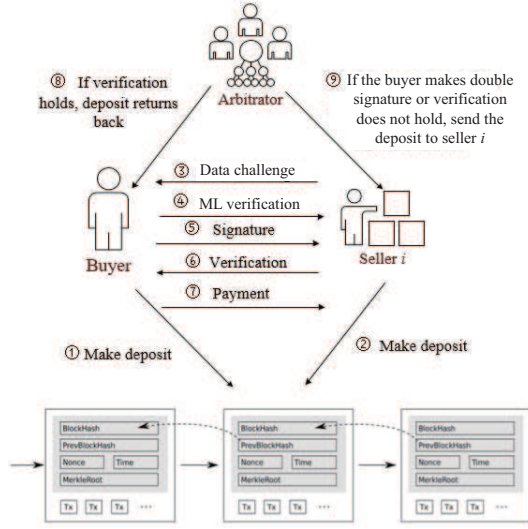 ⑧ If verification
holds, deposit returns
back
Arbitrator
⑨ If the buyer makes double
signature or verification
does not hold, send the
deposit to seller i
③ Data challenge
④ ML verification
⑤ Signature
Buyer
Seller i
⑥ Verification
⑦ Payment
① Make deposit
② Make deposit
BlockHash
PrevBlockHash
Nonce Time
MerkleRoot
Tx Tx Tx ...
BlockHash
PrevBlockHash
Nonce Time
MerkleRoot
Tx Tx Tx ...
BlockHash
PrevBlockHash
Nonce Time
MerkleRoot
Tx Tx Tx ...